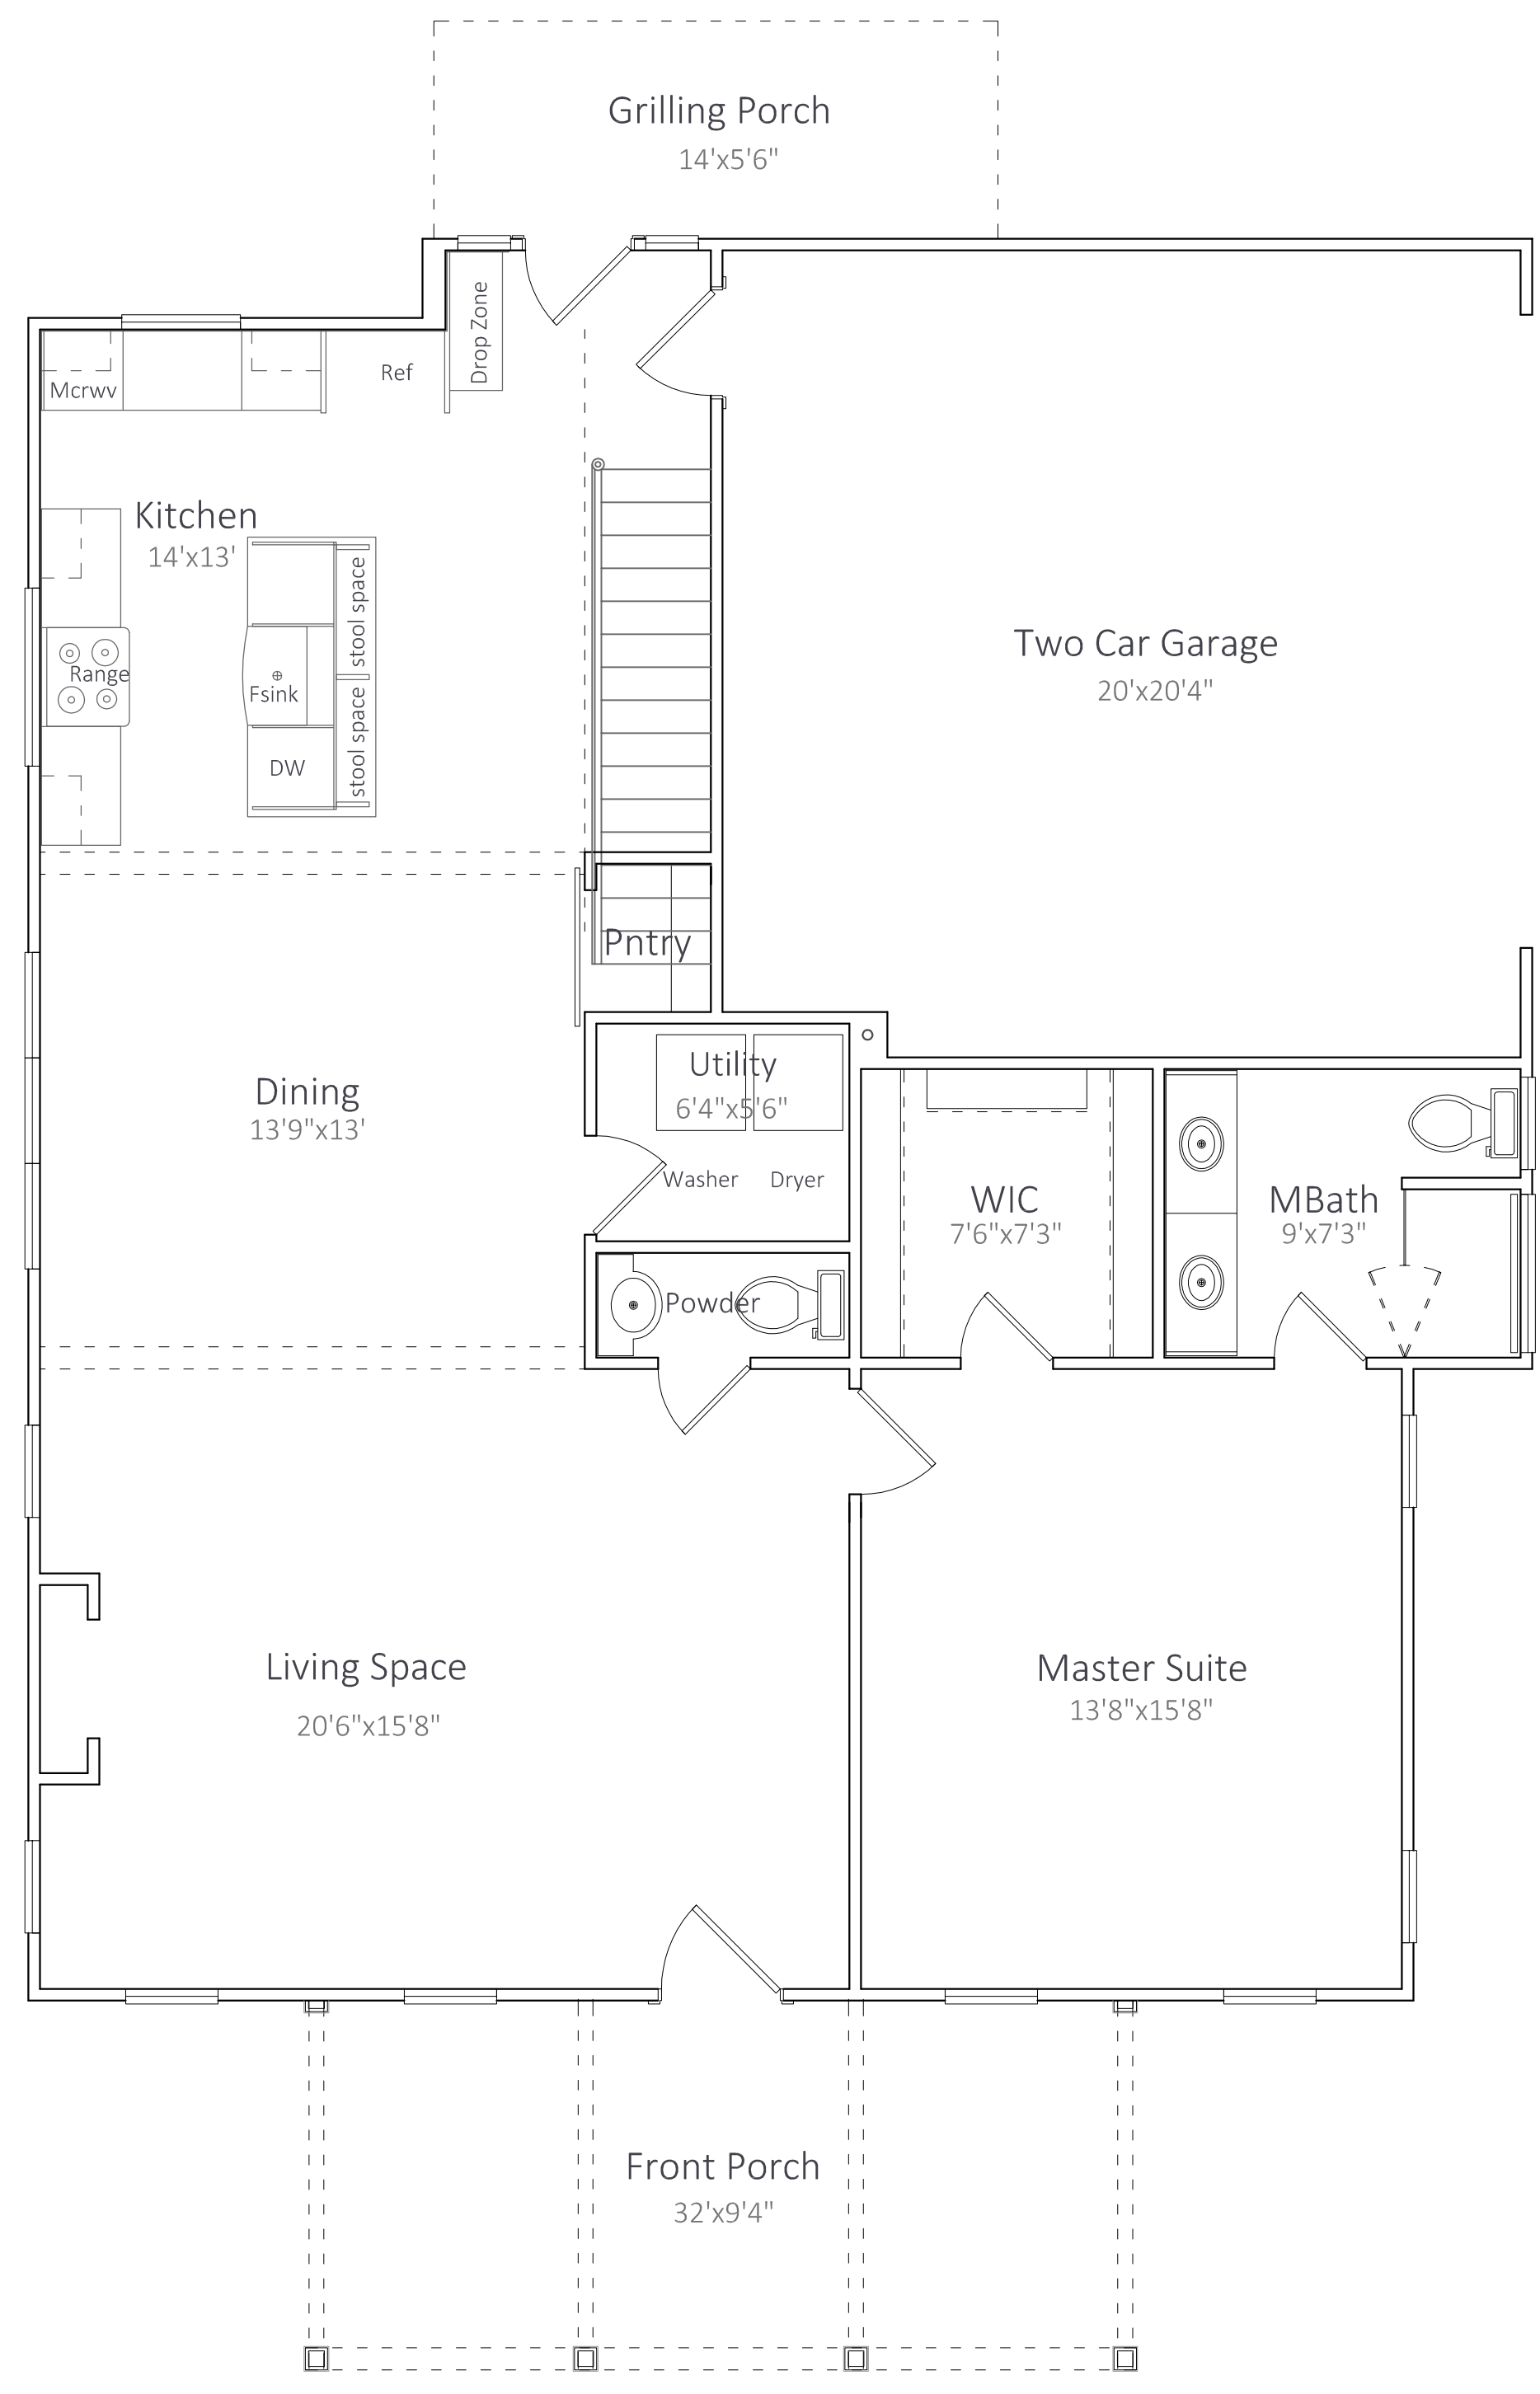 Grilling Porch
14'x5'6"
Drop Zone
Ref
Mcrwv
Kitchen
14'x13'
stool space
Range
Fsink
stool space
DW
Two Car Garage
20'x20'4"
Pntry
Utility
6'4"x5'6"
Washer
Dryer
Dining
13'9"x13'
WIC
7'6"x7'3"
MBath
9'x7'3"
Powder
Living Space
20'6"x15'8"
Master Suite
13'8"x15'8"
Front Porch
32'x9'4"